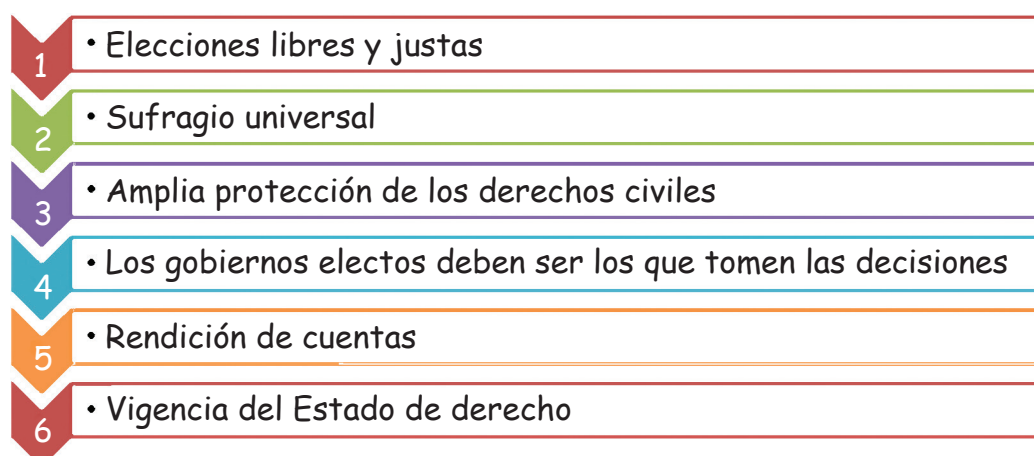 1 • Elecciones libres y justas
2 • Sufragio universal
3 • Amplia protección de los derechos civiles
4 • Los gobiernos electos deben ser los que tomen las decisiones
5 • Rendición de cuentas
6 • Vigencia del Estado de derecho